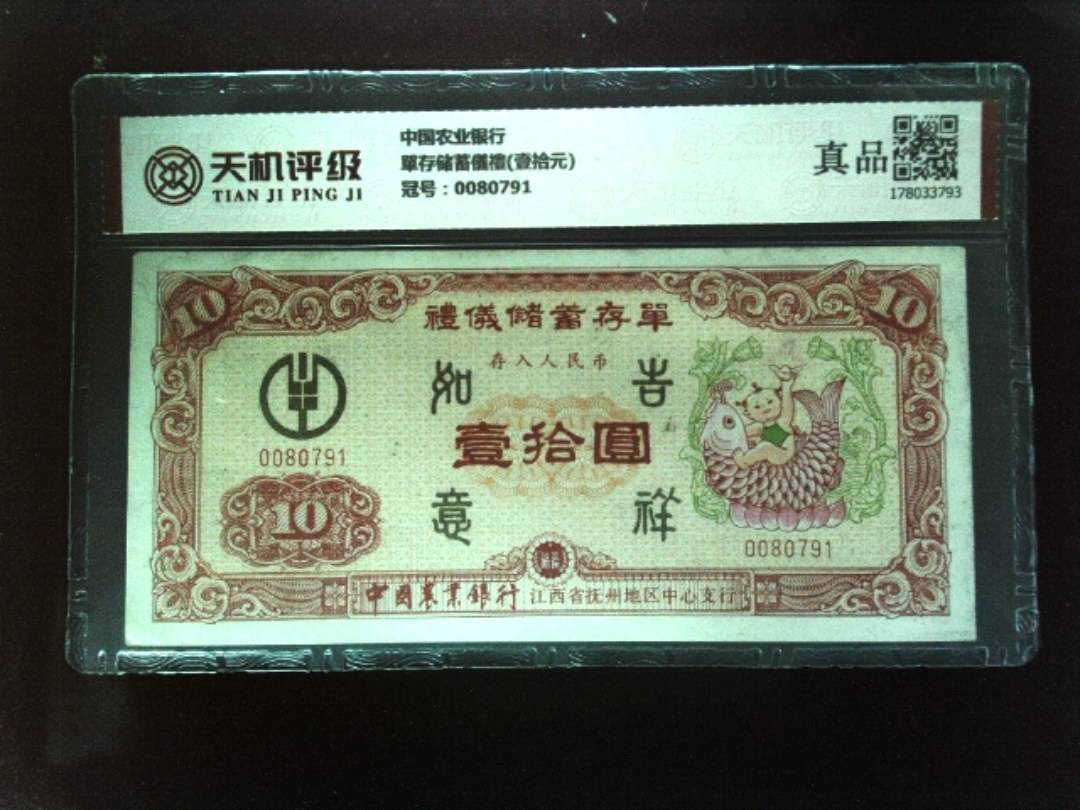 天机评级
TIAN JI PING JI
中国农业银行
單存储蓄儀禮(壹拾元)
冠号：0080791
真品
178033793
10
10
禮儀儲蓄存單
存入人民币
如 吉
壹拾圓
意 祥
0080791
10
0080791
中国农業銀行 江西省抚州地区中心支行